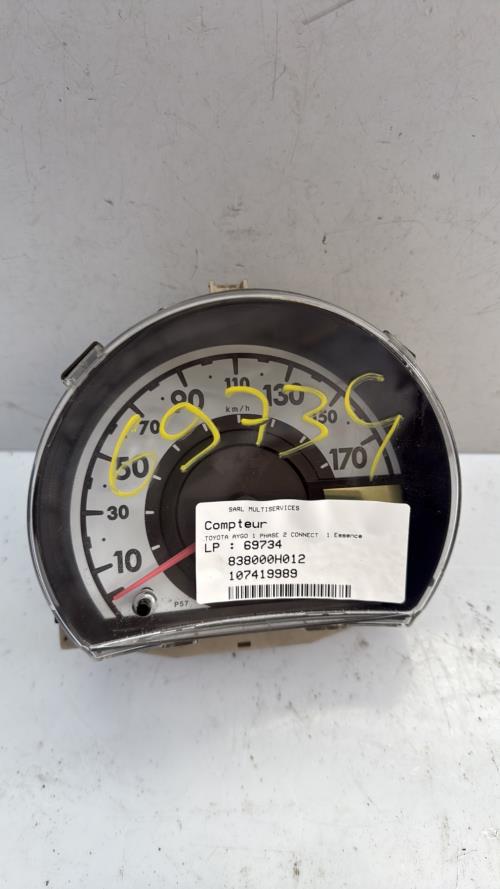 110
90 130
km/h
70 150
69734
50 170
30
10
SARL MULTISERVICES
Compteur
TOYOTA AYGO 1 PHASE 2 CONNECT 1 Essence
LP : 69734
838000H012
107419989
P57